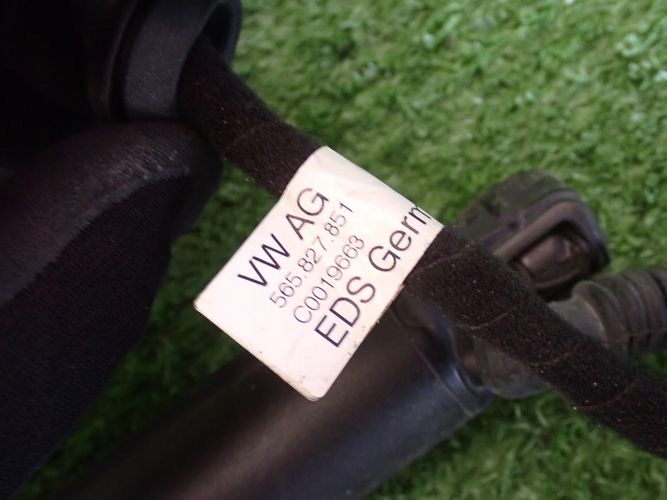 VW AG
565.827.851
C0019663
EDS Germ